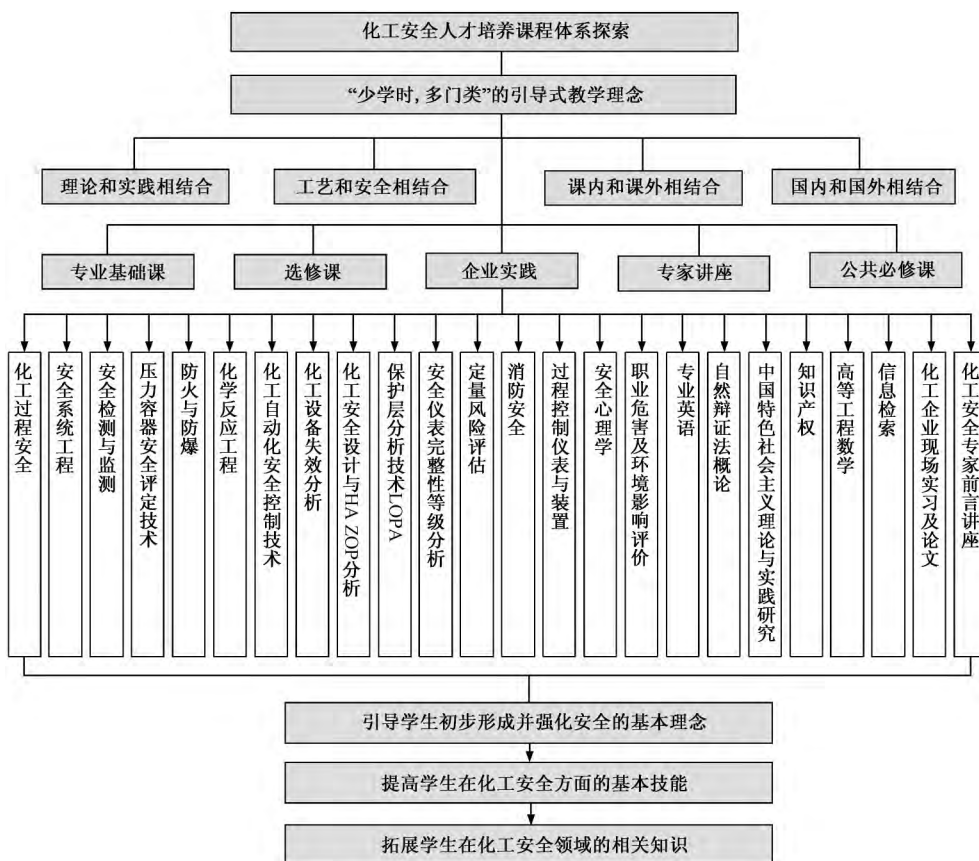 化工安全人才培养课程体系探索
“少学时,多门类”的引导式教学理念
理论和实践相结合
工艺和安全相结合
课内和课外相结合
国内和国外相结合
专业基础课
选修课
企业实践
专家讲座
公共必修课
化工过程安全
安全系统工程
安全检测与监测
压力容器安全评定技术
防火与防爆
化学反应工程
化工自动化安全控制技术
化工设备失效分析
化工安全设计与HA ZOP分析
保护层分析技术LOPA
安全仪表完整性等级分析
定量风险评估
消防安全
过程控制仪表与装置
安全心理学
职业危害及环境影响评价
专业英语
自然辩证法概论
中国特色社会主义理论与实践研究
知识产权
高等工程数学
信息检索
化工企业现场实习及论文
化工安全专家前言讲座
引导学生初步形成并强化安全的基本理念
提高学生在化工安全方面的基本技能
拓展学生在化工安全领域的相关知识